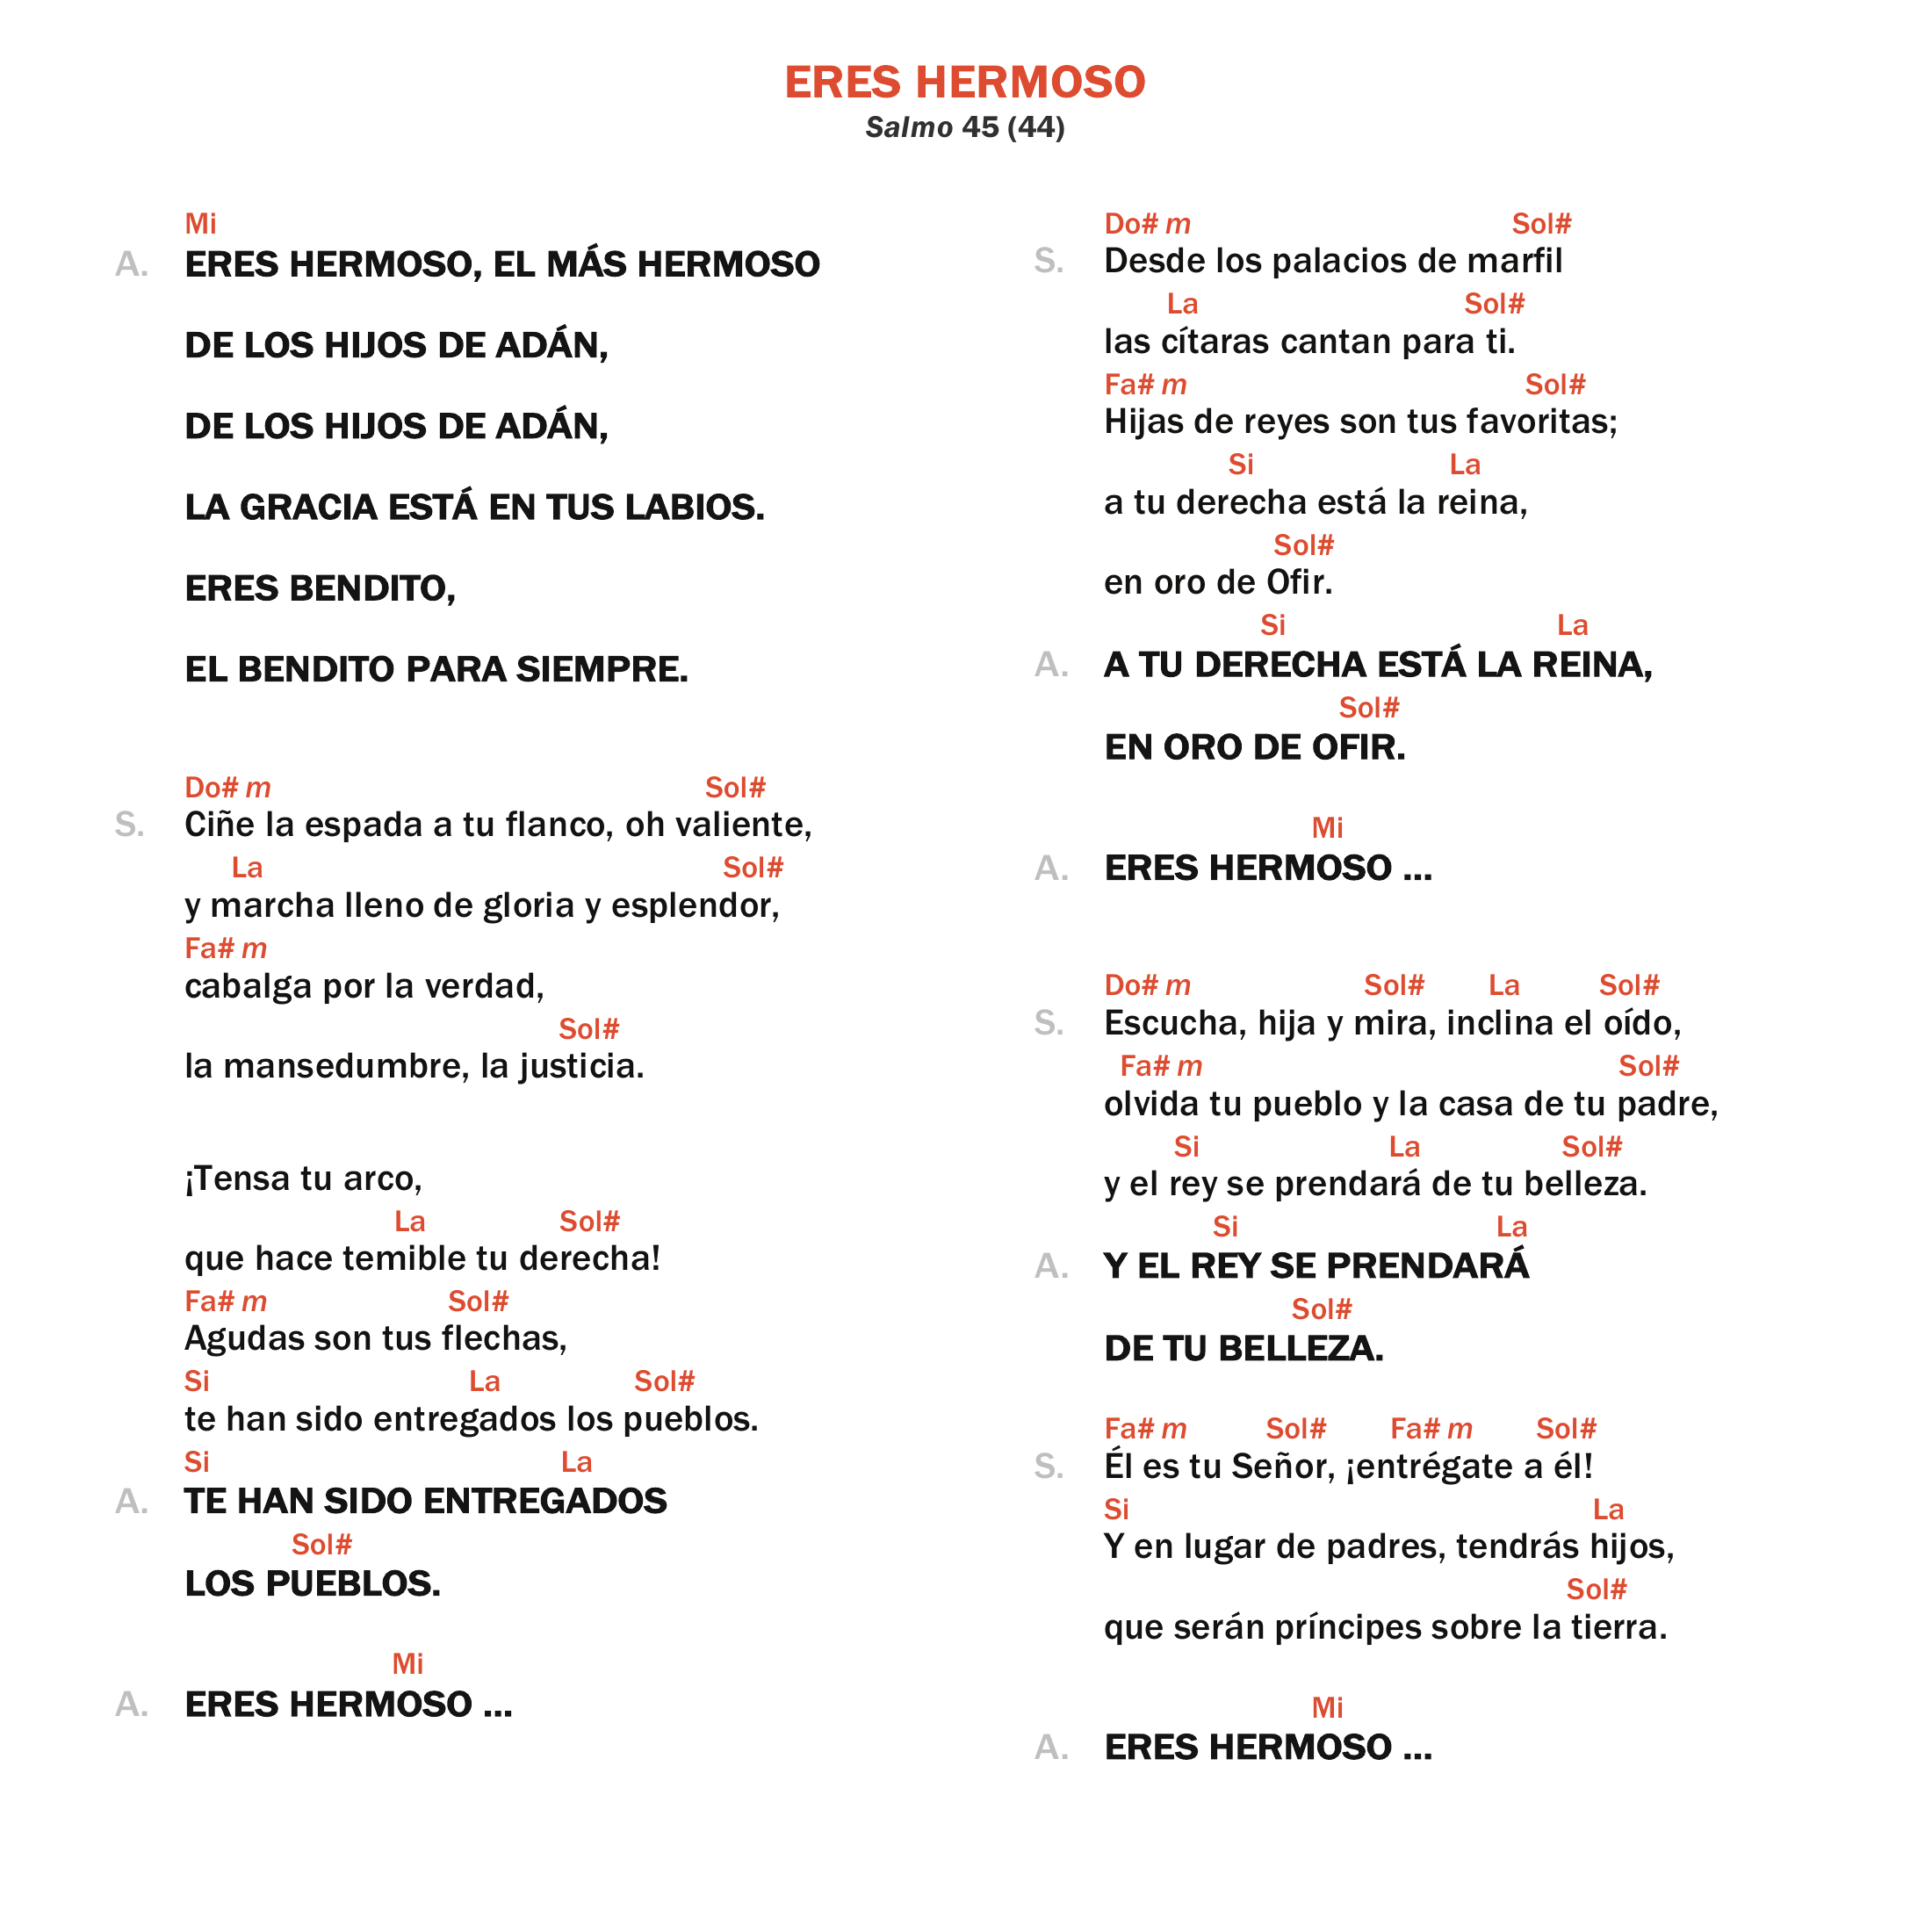 ERES HERMOSO
Salmo 45 (44)
Mi
A. ERES HERMOSO, EL MÁS HERMOSO
DE LOS HIJOS DE ADÁN,
DE LOS HIJOS DE ADÁN,
LA GRACIA ESTÁ EN TUS LABIOS.
ERES BENDITO,
EL BENDITO PARA SIEMPRE.
Do# m Sol#
S. Ciñe la espada a tu flanco, oh valiente,
La Sol#
y marcha lleno de gloria y esplendor,
Fa# m
cabalga por la verdad,
Sol#
la mansedumbre, la justicia.
¡Tensa tu arco,
La Sol#
que hace temible tu derecha!
Fa# m Sol#
Agudas son tus flechas,
Si La Sol#
te han sido entregados los pueblos.
Si La
A. TE HAN SIDO ENTREGADOS
Sol#
LOS PUEBLOS.
Mi
A. ERES HERMOSO ...
Do# m Sol#
S. Desde los palacios de marfil
La Sol#
las cítaras cantan para ti.
Fa# m Sol#
Hijas de reyes son tus favoritas;
Si La
a tu derecha está la reina,
Sol#
en oro de Ofir.
Si La
A. A TU DERECHA ESTÁ LA REINA,
Sol#
EN ORO DE OFIR.
Mi
A. ERES HERMOSO ...
Do# m Sol# La Sol#
S. Escucha, hija y mira, inclina el oído,
Fa# m Sol#
olvida tu pueblo y la casa de tu padre,
Si La Sol#
y el rey se prendará de tu belleza.
Si La
A. Y EL REY SE PRENDARÁ
Sol#
DE TU BELLEZA.
Fa# m Sol# Fa# m Sol#
S. Él es tu Señor, ¡entrégate a él!
Si La
Y en lugar de padres, tendrás hijos,
Sol#
que serán príncipes sobre la tierra.
Mi
A. ERES HERMOSO ...